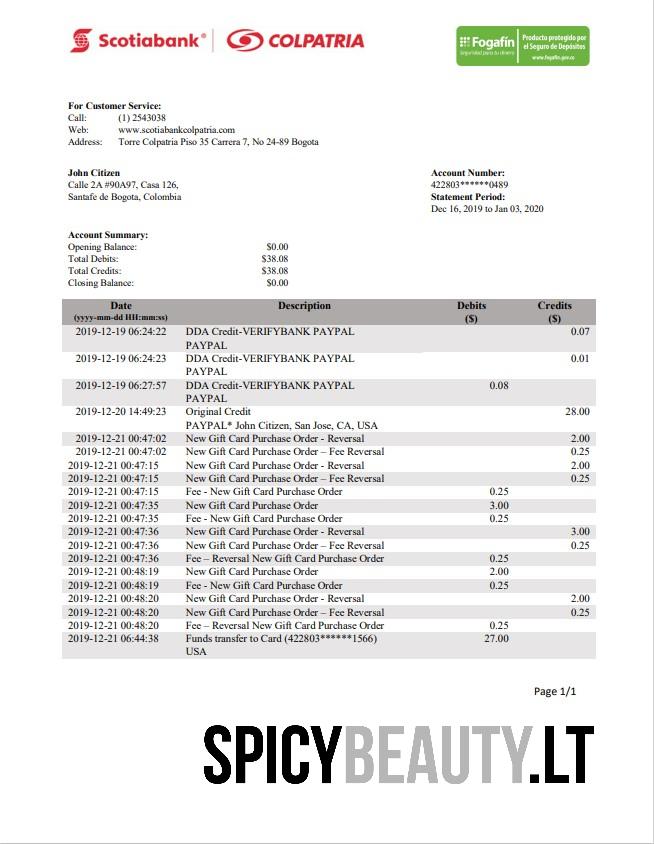 Scotiabank® COLPATRIA
Fogafín
Seguridad para tu dinero
Producto protegido por
el Seguro de Depósitos
www.fogafin.gov.co
For Customer Service:
Call: (1) 2543038
Web: www.scotiabankcolpatria.com
Address: Torre Colpatria Piso 35 Carrera 7, No 24-89 Bogota
John Citizen
Calle 2A #90A97, Casa 126,
Santafe de Bogota, Colombia
Account Number:
422803******0489
Statement Period:
Dec 16, 2019 to Jan 03, 2020
Account Summary:
Opening Balance: $0.00
Total Debits: $38.08
Total Credits: $38.08
Closing Balance: $0.00
Date Description Debits Credits
(yyyy-mm-dd HH:mm:ss) ($) ($)
2019-12-19 06:24:22 DDA Credit-VERIFYBANK PAYPAL 0.07
PAYPAL
2019-12-19 06:24:23 DDA Credit-VERIFYBANK PAYPAL 0.01
PAYPAL
2019-12-19 06:27:57 DDA Credit-VERIFYBANK PAYPAL 0.08
PAYPAL
2019-12-20 14:49:23 Original Credit 28.00
PAYPAL* John Citizen, San Jose, CA, USA
2019-12-21 00:47:02 New Gift Card Purchase Order - Reversal 2.00
2019-12-21 00:47:02 New Gift Card Purchase Order – Fee Reversal 0.25
2019-12-21 00:47:15 New Gift Card Purchase Order - Reversal 2.00
2019-12-21 00:47:15 New Gift Card Purchase Order – Fee Reversal 0.25
2019-12-21 00:47:15 Fee - New Gift Card Purchase Order 0.25
2019-12-21 00:47:35 New Gift Card Purchase Order 3.00
2019-12-21 00:47:35 Fee - New Gift Card Purchase Order 0.25
2019-12-21 00:47:36 New Gift Card Purchase Order - Reversal 3.00
2019-12-21 00:47:36 New Gift Card Purchase Order – Fee Reversal 0.25
2019-12-21 00:47:36 Fee – Reversal New Gift Card Purchase Order 0.25
2019-12-21 00:48:19 New Gift Card Purchase Order 2.00
2019-12-21 00:48:19 Fee - New Gift Card Purchase Order 0.25
2019-12-21 00:48:20 New Gift Card Purchase Order - Reversal 2.00
2019-12-21 00:48:20 New Gift Card Purchase Order – Fee Reversal 0.25
2019-12-21 00:48:20 Fee – Reversal New Gift Card Purchase Order 0.25
2019-12-21 06:44:38 Funds transfer to Card (422803******1566) 27.00
USA
Page 1/1
SPICYBEAUTY.LT